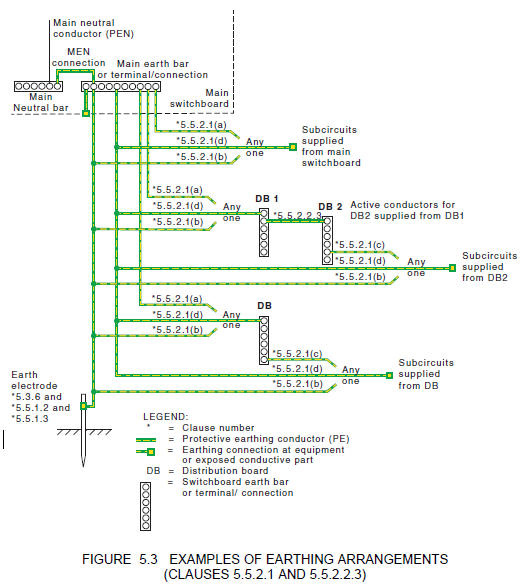 Main neutral
conductor (PEN)
MEN
connection
Main earth bar
or terminal/connection
Main
Neutral bar
Main
switchboard
*5.5.2.1(a)
*5.5.2.1(d)
*5.5.2.1(b)
Any
one
Subcircuits
supplied
from main
switchboard
*5.5.2.1(a)
*5.5.2.1(d)
*5.5.2.1(b)
Any
one
DB 1
*5.5.2.2.3
DB 2
Active conductors for
DB2 supplied from DB1
*5.5.2.1(c)
*5.5.2.1(d)
*5.5.2.1(b)
Any
one
Subcircuits
supplied
from DB2
*5.5.2.1(a)
*5.5.2.1(d)
*5.5.2.1(b)
Any
one
DB
*5.5.2.1(c)
*5.5.2.1(d)
*5.5.2.1(b)
Any
one
Subcircuits
supplied
from DB
Earth
electrode
*5.3.6 and
*5.5.1.2 and
*5.5.1.3
LEGEND:
* = Clause number
= Protective earthing conductor (PE)
= Earthing connection at equipment
or exposed conductive part
DB = Distribution board
= Switchboard earth bar
or terminal/ connection
FIGURE 5.3 EXAMPLES OF EARTHING ARRANGEMENTS
(CLAUSES 5.5.2.1 AND 5.5.2.2.3)